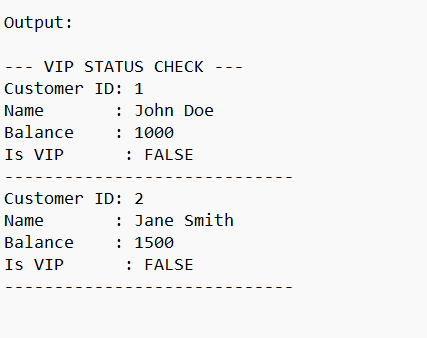 Output:

--- VIP STATUS CHECK ---
Customer ID: 1
Name       : John Doe
Balance    : 1000
Is VIP      : FALSE
-----------------------------
Customer ID: 2
Name       : Jane Smith
Balance    : 1500
Is VIP      : FALSE
-----------------------------